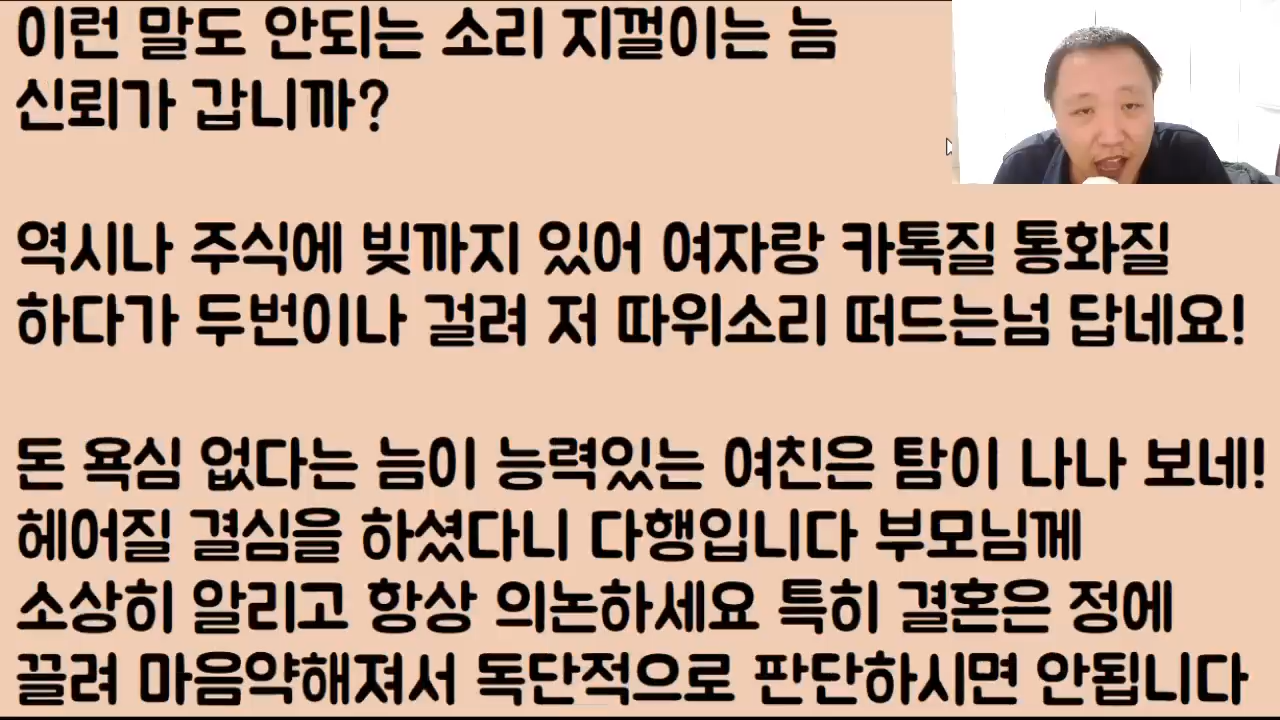 이런 말도 안되는 소리 지껄이는 늠
신뢰가 갑니까?
역시나 주식에 빚까지 있어 여자랑 카톡질 통화질
하다가 두번이나 걸려 저 따위소리 떠드는넘 답네요!
돈 욕심 없다는 늠이 능력있는 여친은 탐이 나나 보네!
헤어질 결심을 하셨다니 다행입니다 부모님께
소상히 알리고 항상 의논하세요 특히 결혼은 정에
끌려 마음약해져서 독단적으로 판단하시면 안됩니다